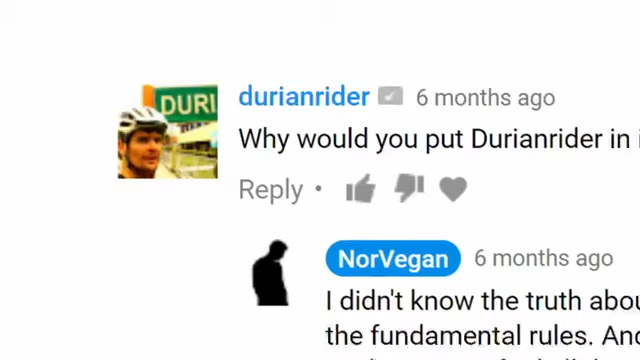 DURI
durianrider 6 months ago
Why would you put Durianrider in
Reply •
NorVegan 6 months ago
I didn't know the truth abou
the fundamental rules. And